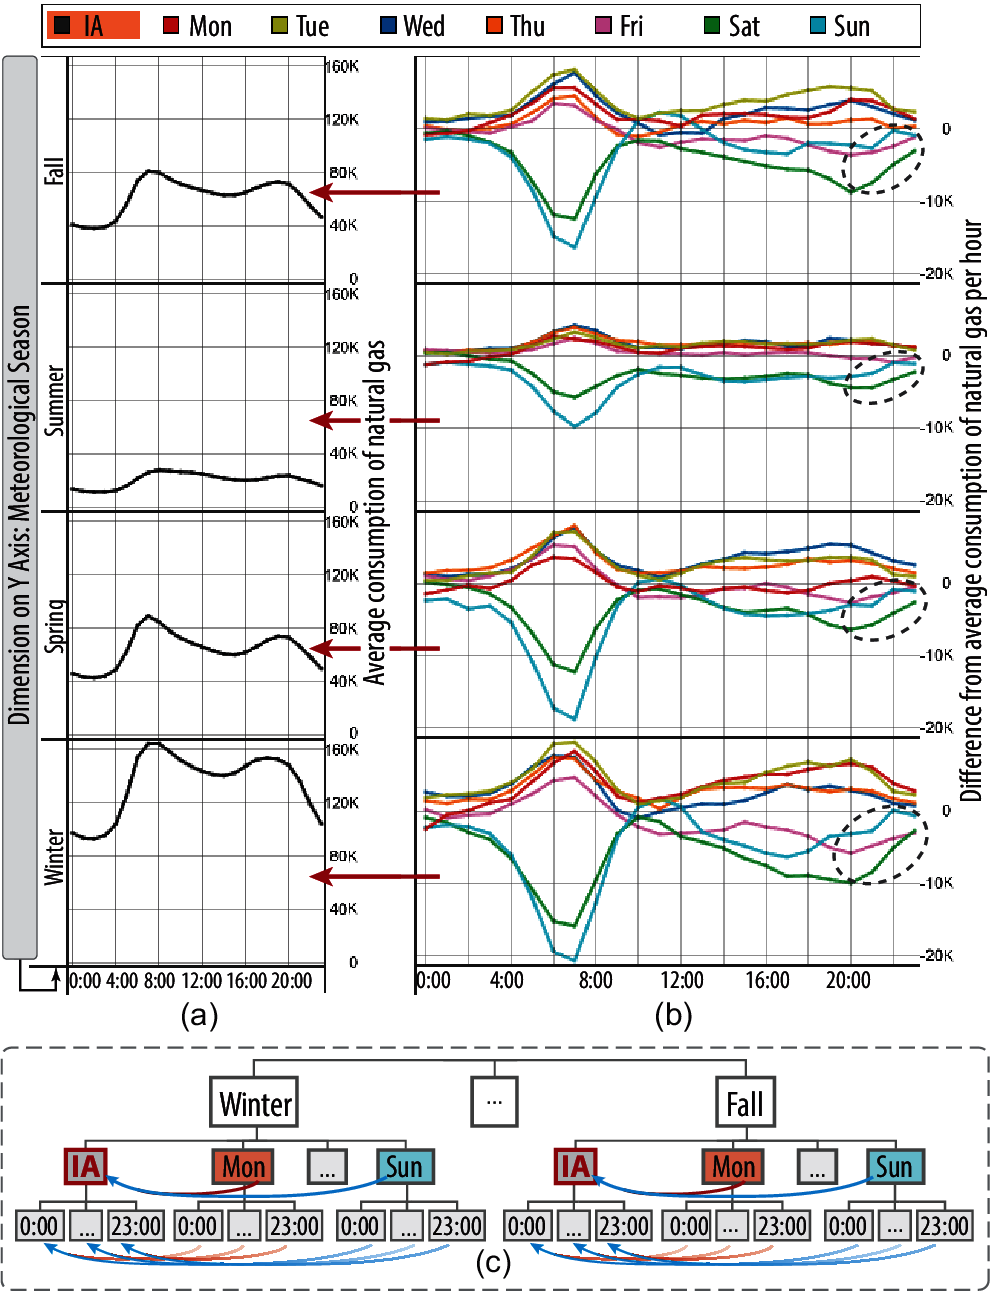 IA Mon Tue Wed Thu Fri Sat Sun
Dimension on Y Axis: Meteorological Season
Fall
Summer
Spring
Winter
160K
120K
80K
40K
0
160K
120K
80K
40K
0
160K
120K
80K
40K
0
160K
120K
80K
40K
0
Average consumption of natural gas
0:00 4:00 8:00 12:00 16:00 20:00
(a)
0
-10K
-20K
0
-10K
-20K
0
-10K
-20K
0
-10K
-20K
Difference from average consumption of natural gas per hour
0:00 4:00 8:00 12:00 16:00 20:00
(b)
Winter ... Fall
IA Mon ... Sun IA Mon ... Sun
0:00 ... 23:00 0:00 ... 23:00 0:00 ... 23:00 0:00 ... 23:00 0:00 ... 23:00 0:00 ... 23:00
(c)